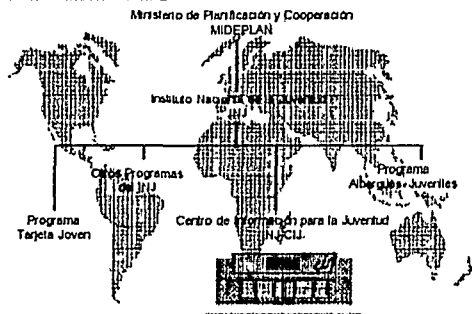 Ministerio de Planificación y Cooperación
MIDEPLAN
Instituto Nacional de la Juventud
INJ
Otros Programas
del INJ
Programa
Albergues Juveniles
Programa
Tarjeta Joven
Centro de Información para la Juventud
INJ-CIJ